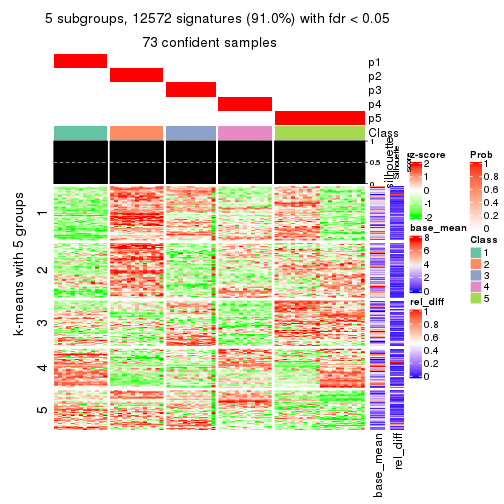 5 subgroups, 12572 signatures (91.0%) with fdr < 0.05
73 confident samples
p1
p2
p3
p4
p5
Class
1
0.5
0
silhouette
Silhouette
score
k-means with 5 groups
1
2
3
4
5
base_mean
rel_diff
z-score
2
1
0
-1
-2
base_mean
8
6
4
2
0
rel_diff
1
0.8
0.6
0.4
0.2
0
Prob
1
0.8
0.6
0.4
0.2
0
Class
1
2
3
4
5